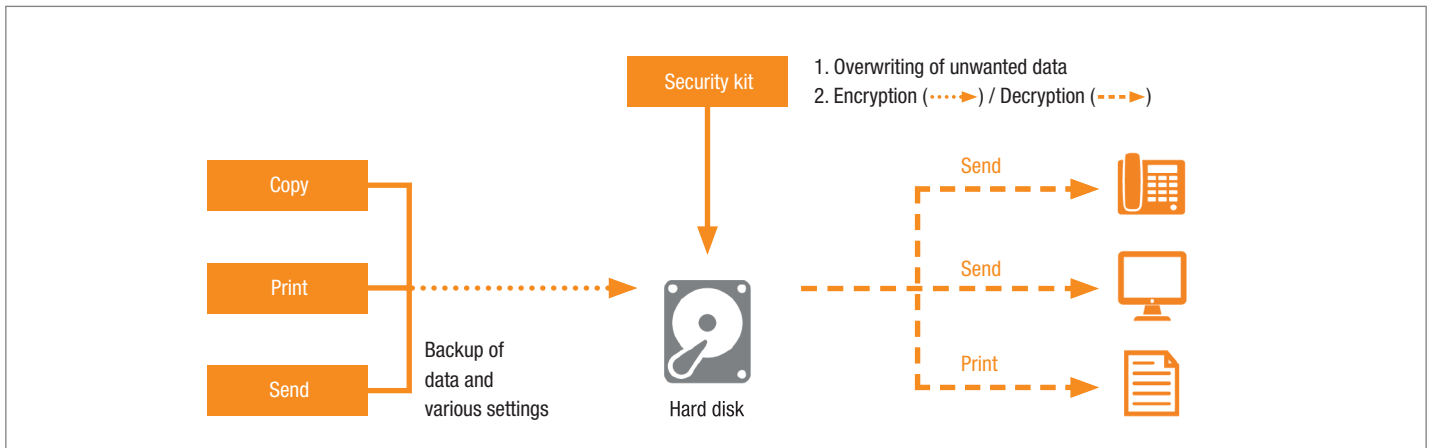 Security kit
1. Overwriting of unwanted data
2. Encryption ( ) / Decryption ( )
Copy
Print
Send
Backup of
data and
various settings
Hard disk
Send
Send
Print